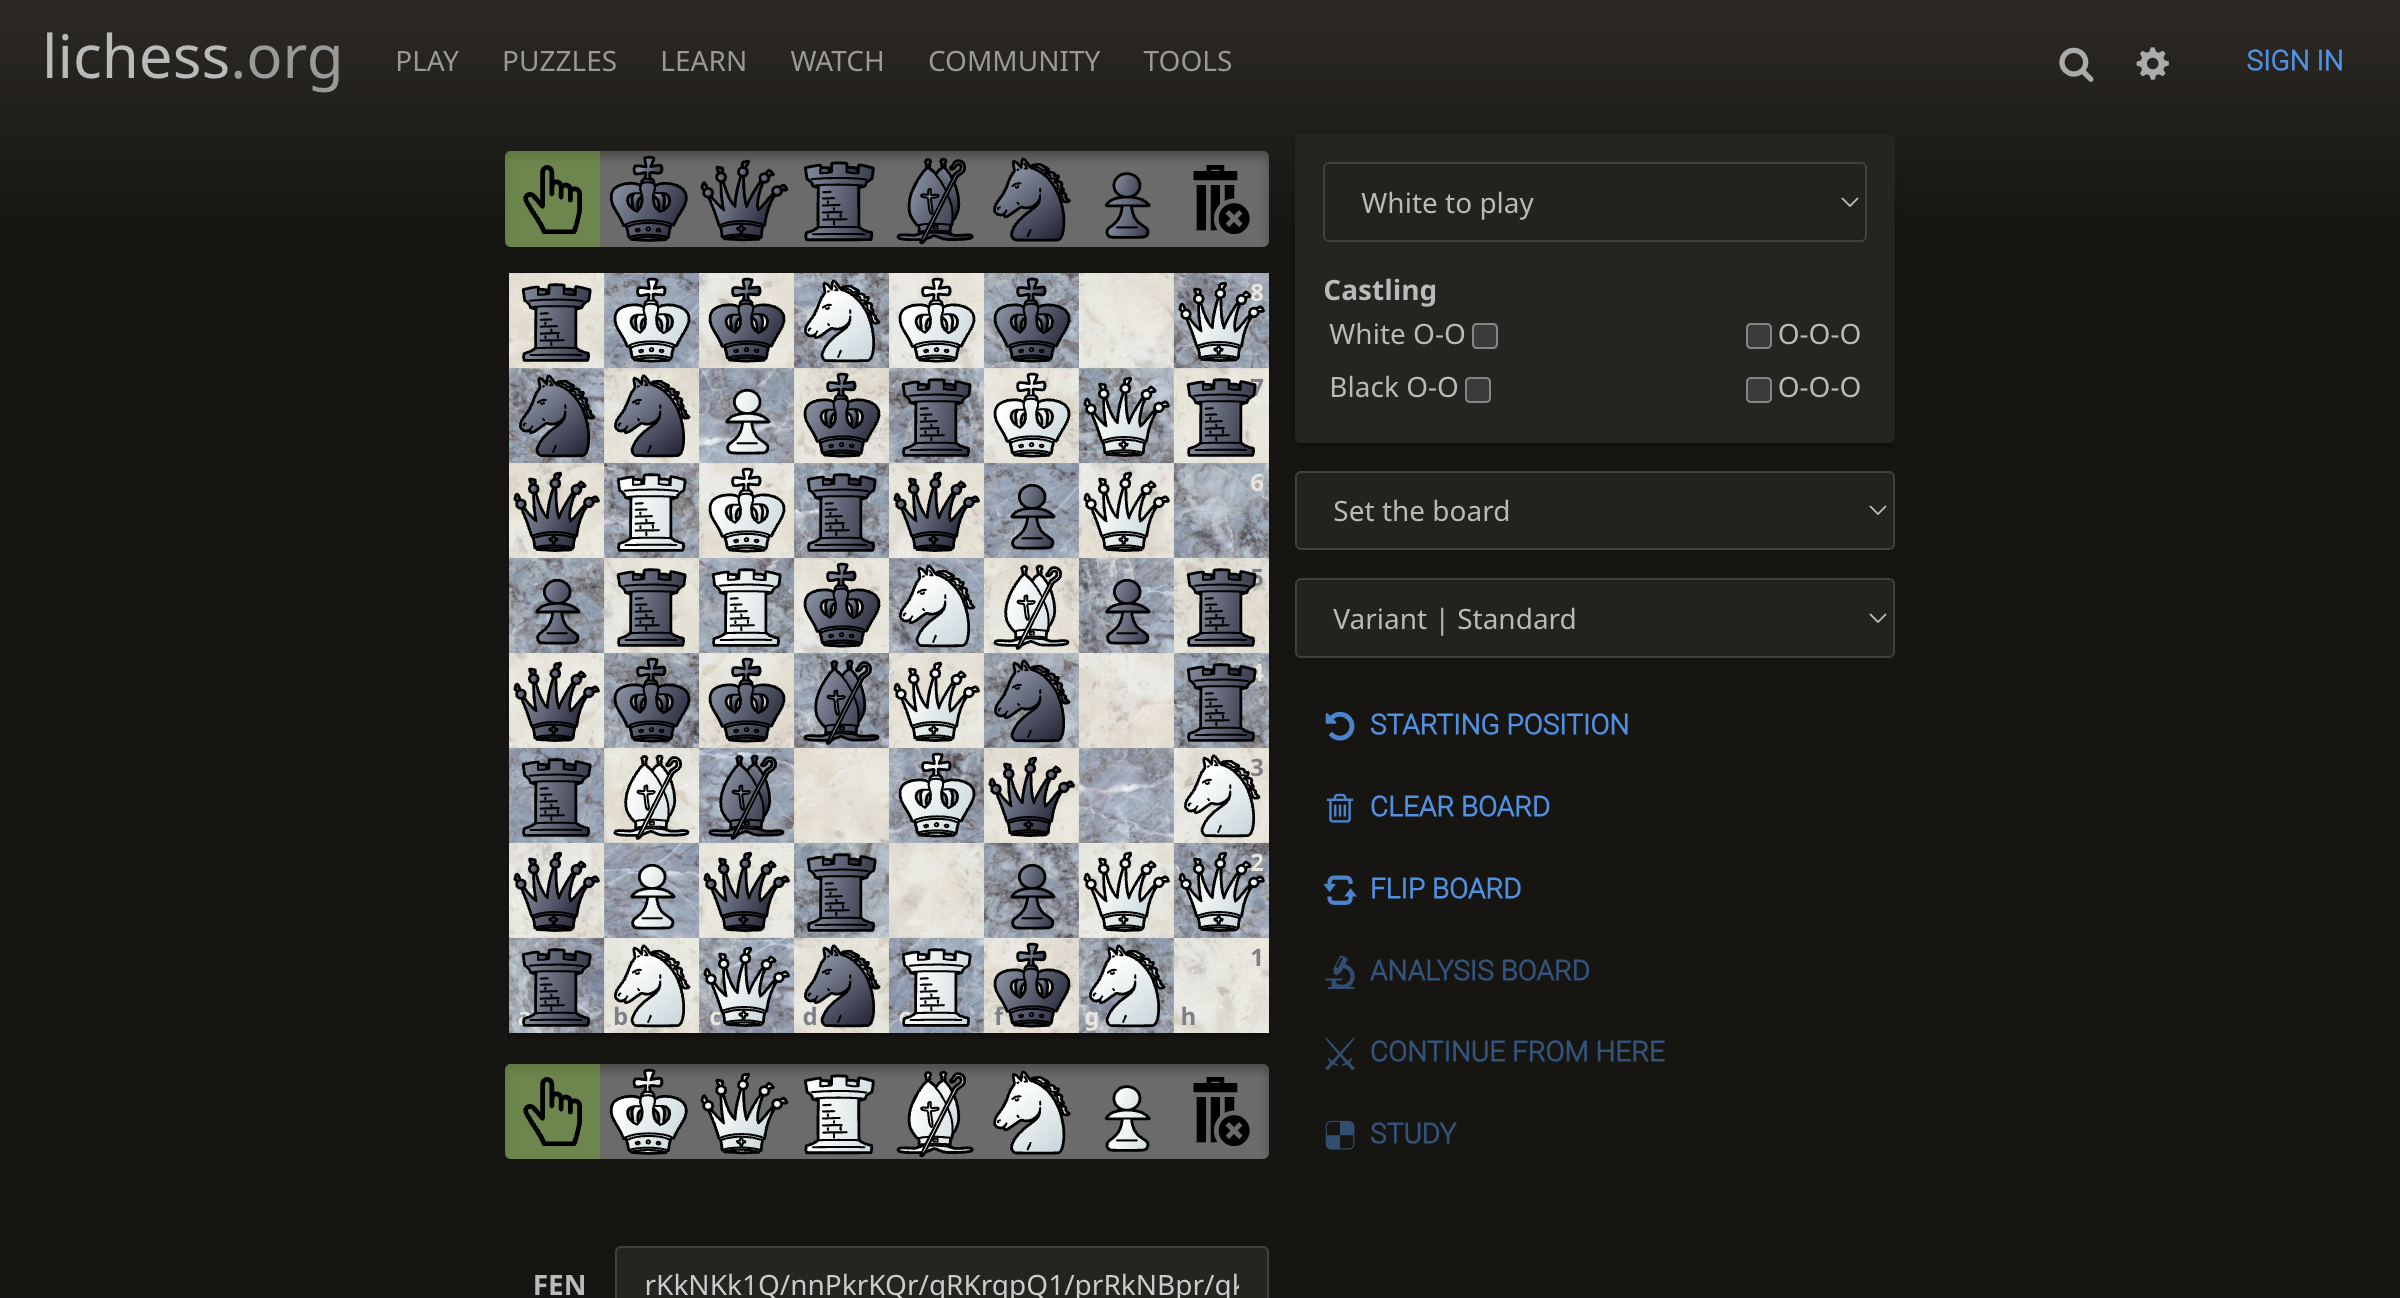 lichess.org PLAY PUZZLES LEARN WATCH COMMUNITY TOOLS SIGN IN
White to play
Castling
White O-O O-O-O
Black O-O O-O-O
Set the board
Variant | Standard
STARTING POSITION
CLEAR BOARD
FLIP BOARD
ANALYSIS BOARD
CONTINUE FROM HERE
STUDY
8
7
6
5
4
3
2
1
a b c d e f g h
FEN rKkNKk1Q/nnPkrKQr/qRKrqpQ1/prRkNBpr/qk